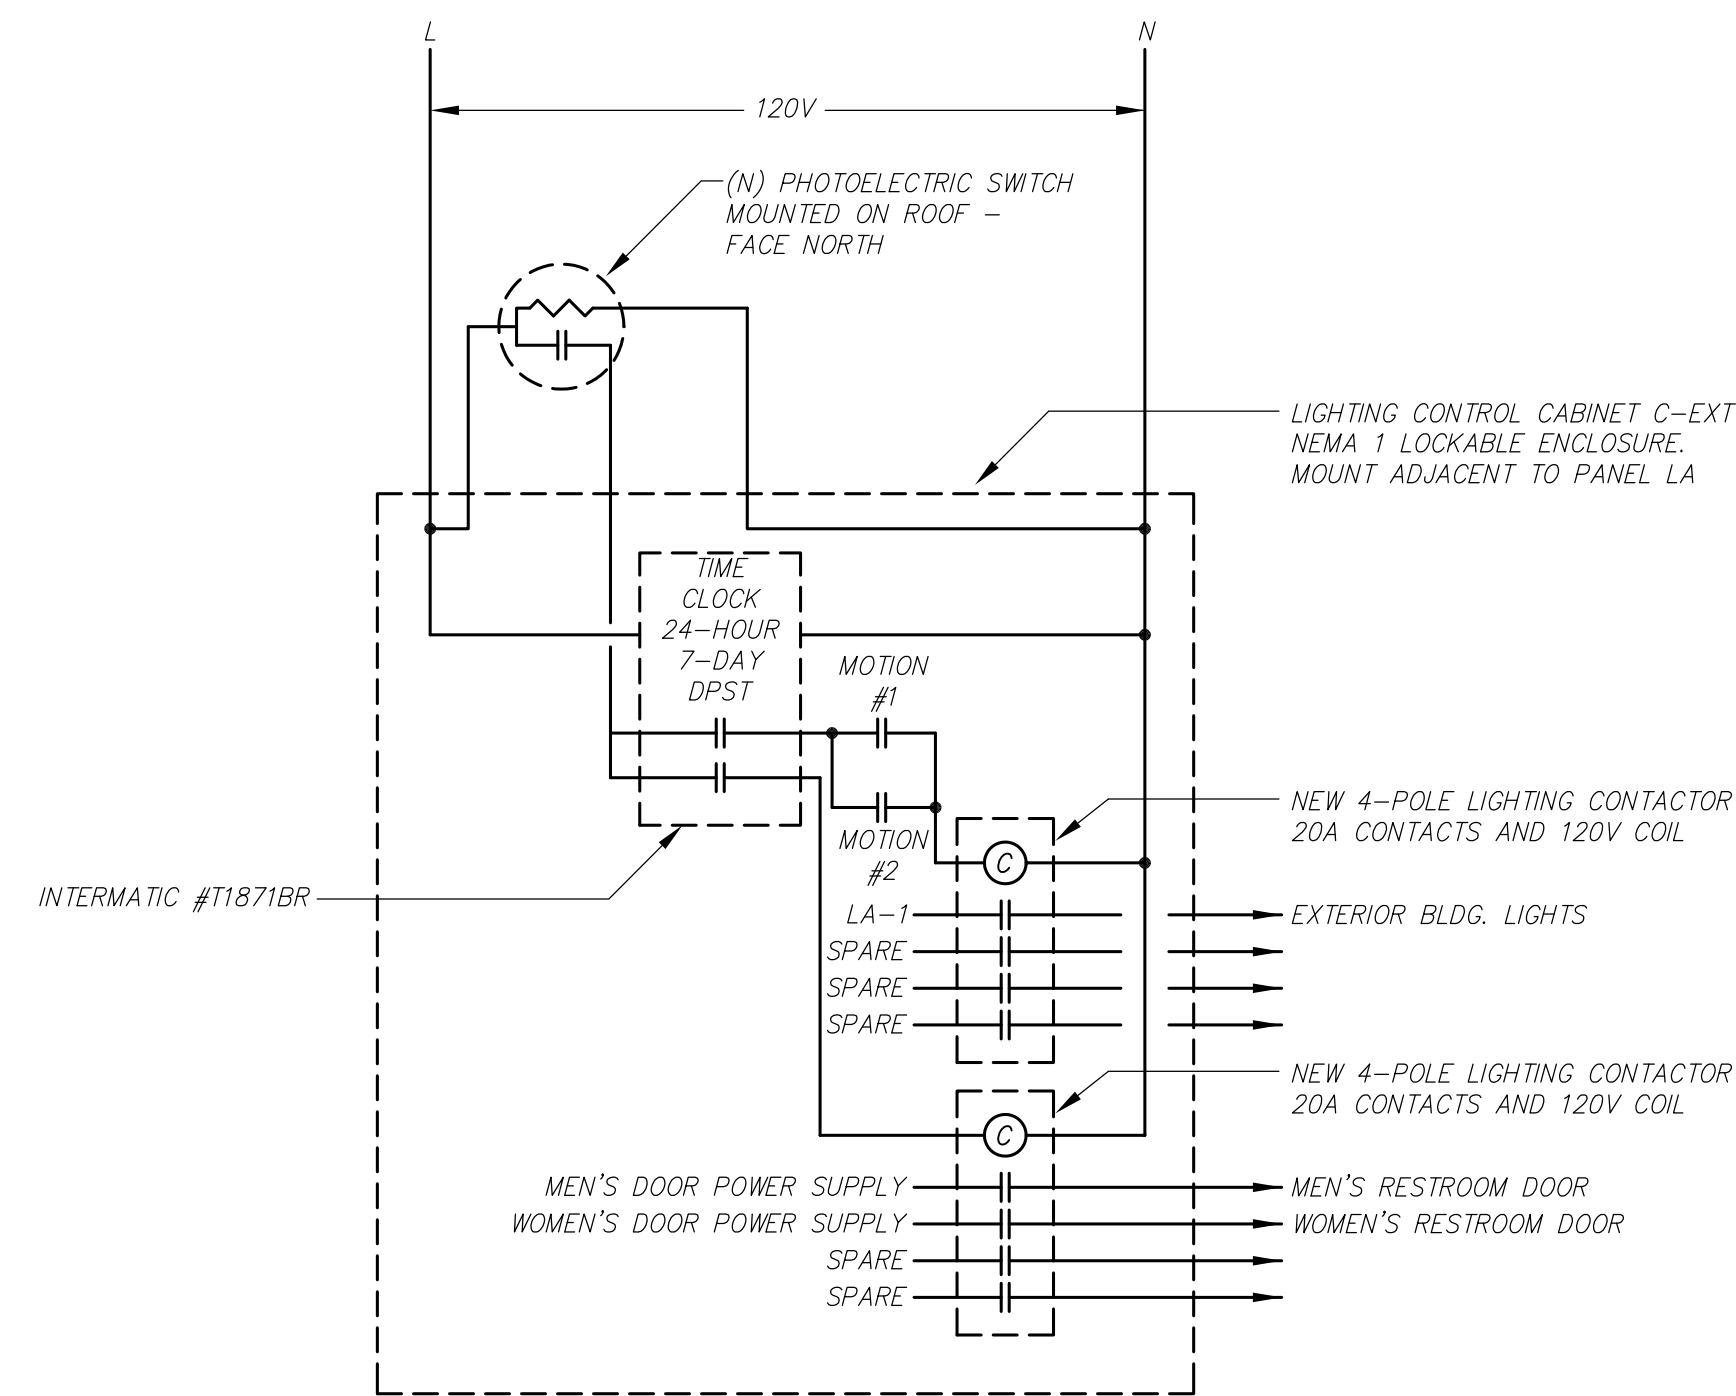 L
N
120V
(N) PHOTOELECTRIC SWITCH
MOUNTED ON ROOF –
FACE NORTH
LIGHTING CONTROL CABINET C–EXT
NEMA 1 LOCKABLE ENCLOSURE.
MOUNT ADJACENT TO PANEL LA
TIME
CLOCK
24–HOUR
7–DAY
DPST
MOTION
#1
MOTION
#2
INTERMATIC #T1871BR
NEW 4–POLE LIGHTING CONTACTOR
20A CONTACTS AND 120V COIL
C
LA–1
EXTERIOR BLDG. LIGHTS
SPARE
SPARE
SPARE
NEW 4–POLE LIGHTING CONTACTOR
20A CONTACTS AND 120V COIL
C
MEN'S DOOR POWER SUPPLY
MEN'S RESTROOM DOOR
WOMEN'S DOOR POWER SUPPLY
WOMEN'S RESTROOM DOOR
SPARE
SPARE